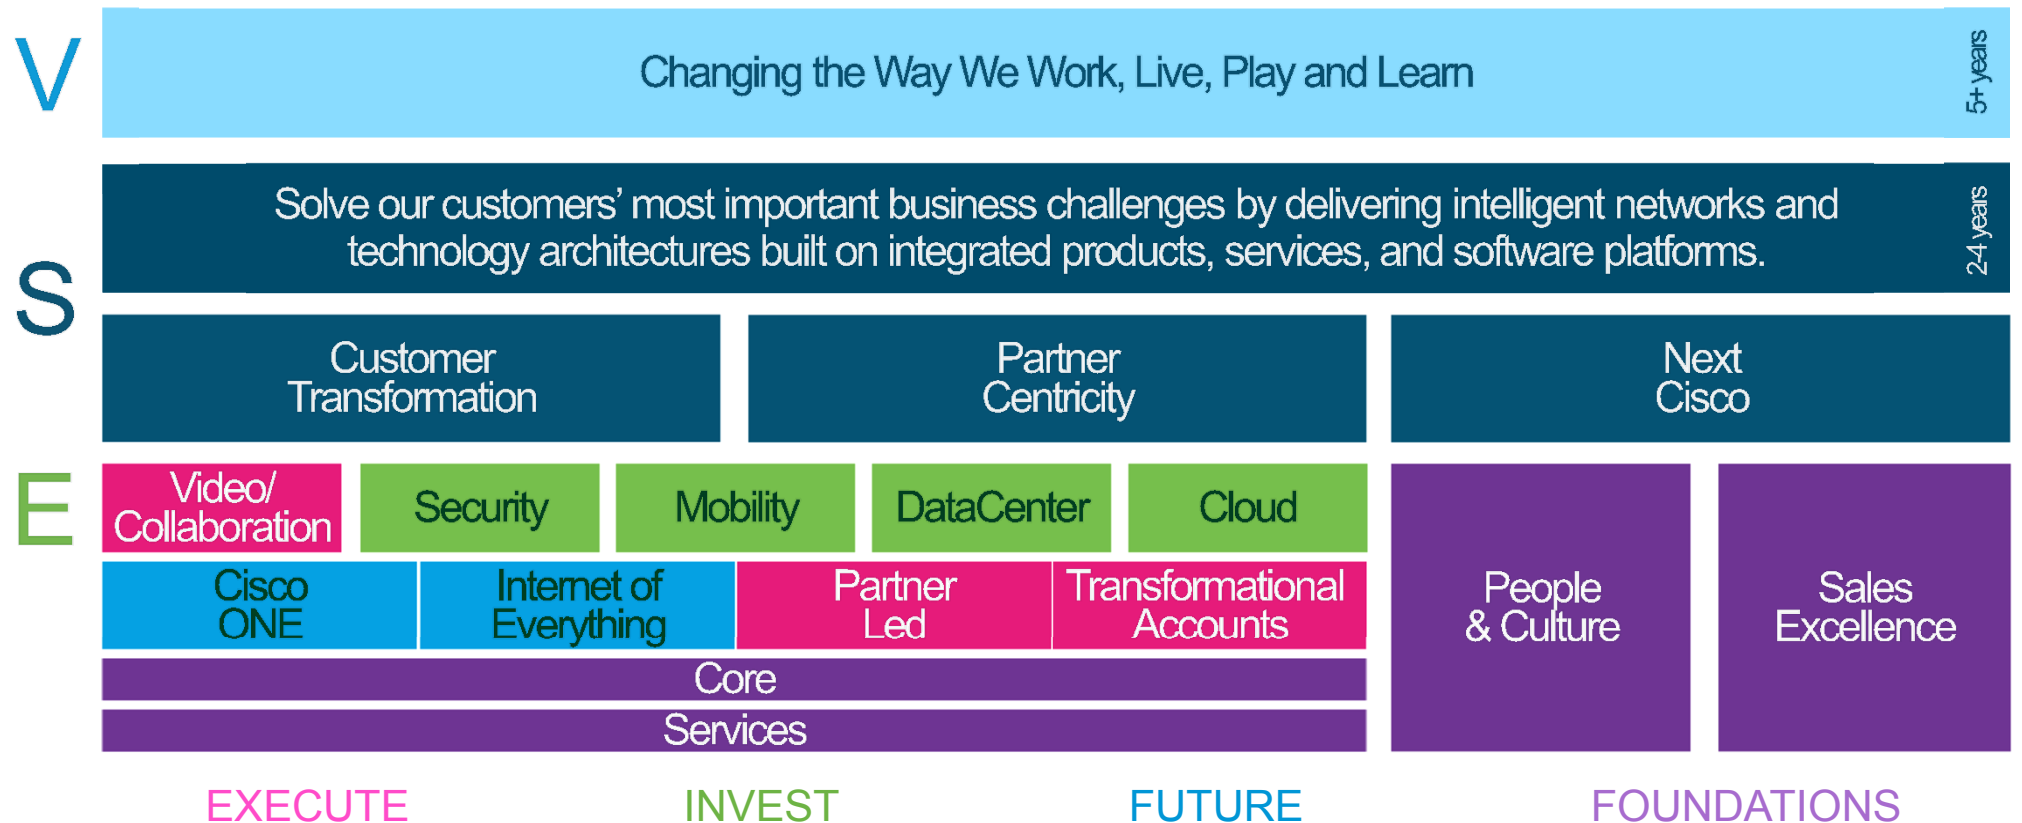 V
Changing the Way We Work, Live, Play and Learn
5+ years
S
Solve our customers’ most important business challenges by delivering intelligent networks and
technology architectures built on integrated products, services, and software platforms.
2-4 years
Customer
Transformation
Partner
Centricity
Next
Cisco
E
Video/
Collaboration
Security
Mobility
DataCenter
Cloud
Cisco
ONE
Internet of
Everything
Partner
Led
Transformational
Accounts
Core
Services
People
& Culture
Sales
Excellence
EXECUTE
INVEST
FUTURE
FOUNDATIONS